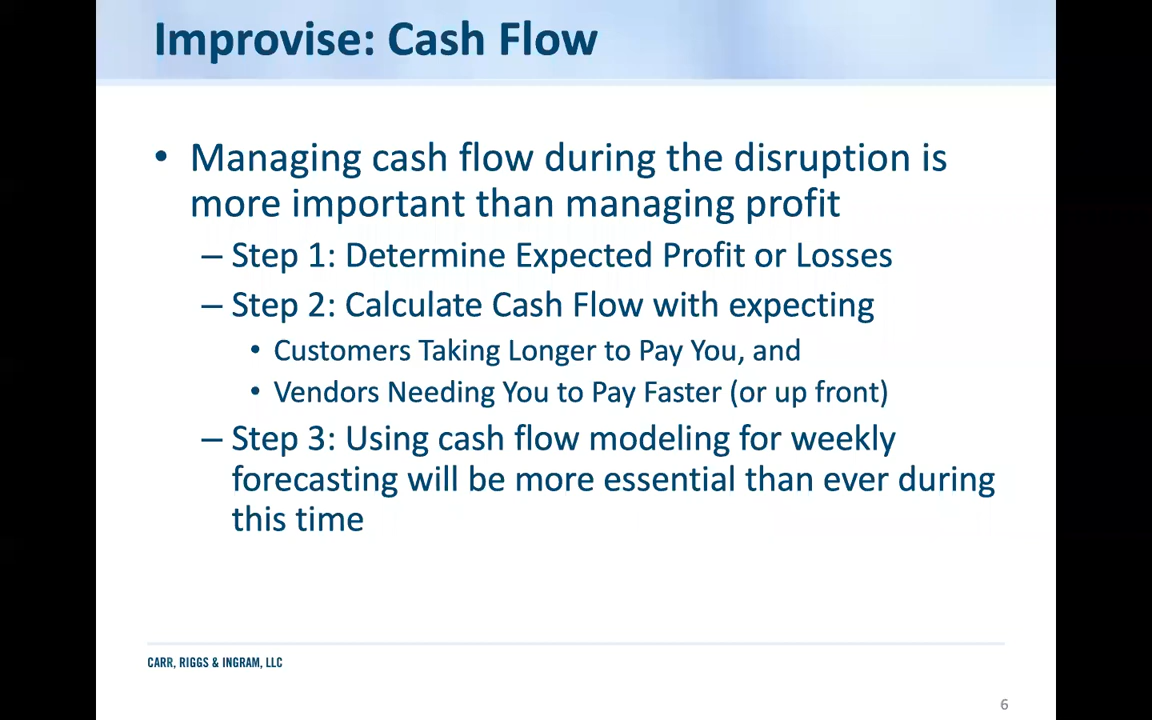 Improvise: Cash Flow
• Managing cash flow during the disruption is
more important than managing profit
– Step 1: Determine Expected Profit or Losses
– Step 2: Calculate Cash Flow with expecting
• Customers Taking Longer to Pay You, and
• Vendors Needing You to Pay Faster (or up front)
– Step 3: Using cash flow modeling for weekly
forecasting will be more essential than ever during
this time
CARR, RIGGS & INGRAM, LLC
6